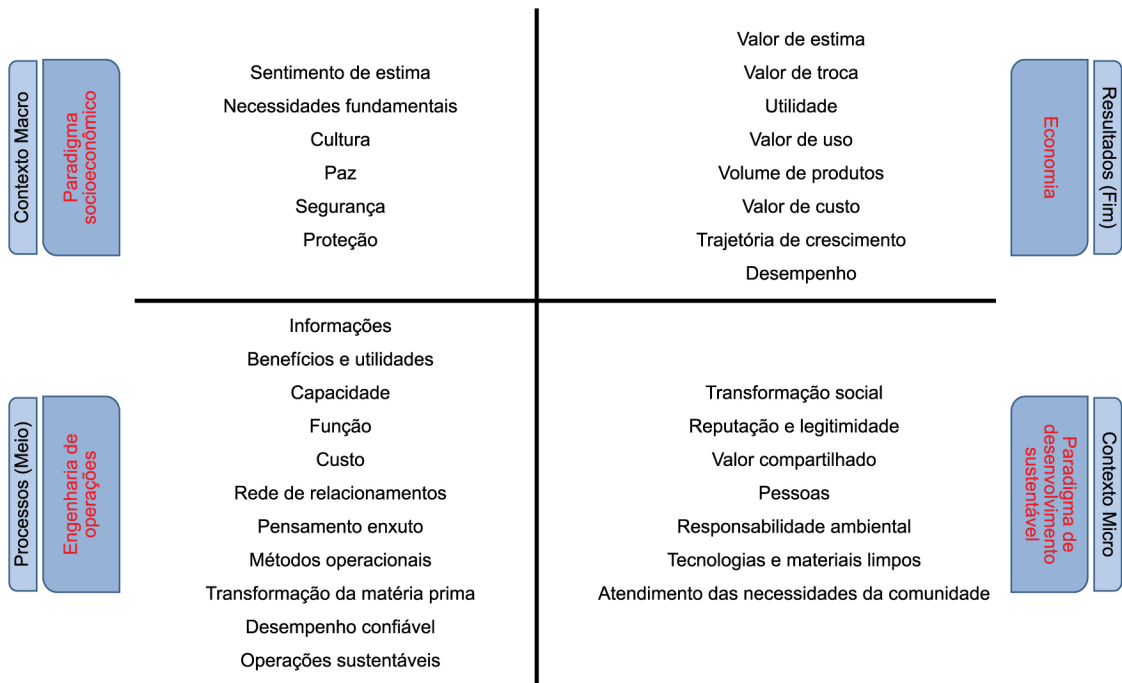 Contexto Macro
Paradigma
socioeconômico
Sentimento de estima
Necessidades fundamentais
Cultura
Paz
Segurança
Proteção
Valor de estima
Valor de troca
Utilidade
Valor de uso
Volume de produtos
Valor de custo
Trajetória de crescimento
Desempenho
Economia
Resultados (Fim)
Processos (Meio)
Engenharia de
operações
Informações
Benefícios e utilidades
Capacidade
Função
Custo
Rede de relacionamentos
Pensamento enxuto
Métodos operacionais
Transformação da matéria prima
Desempenho confiável
Operações sustentáveis
Transformação social
Reputação e legitimidade
Valor compartilhado
Pessoas
Responsabilidade ambiental
Tecnologias e materiais limpos
Atendimento das necessidades da comunidade
Paradigma de
desenvolvimento
sustentável
Contexto Micro